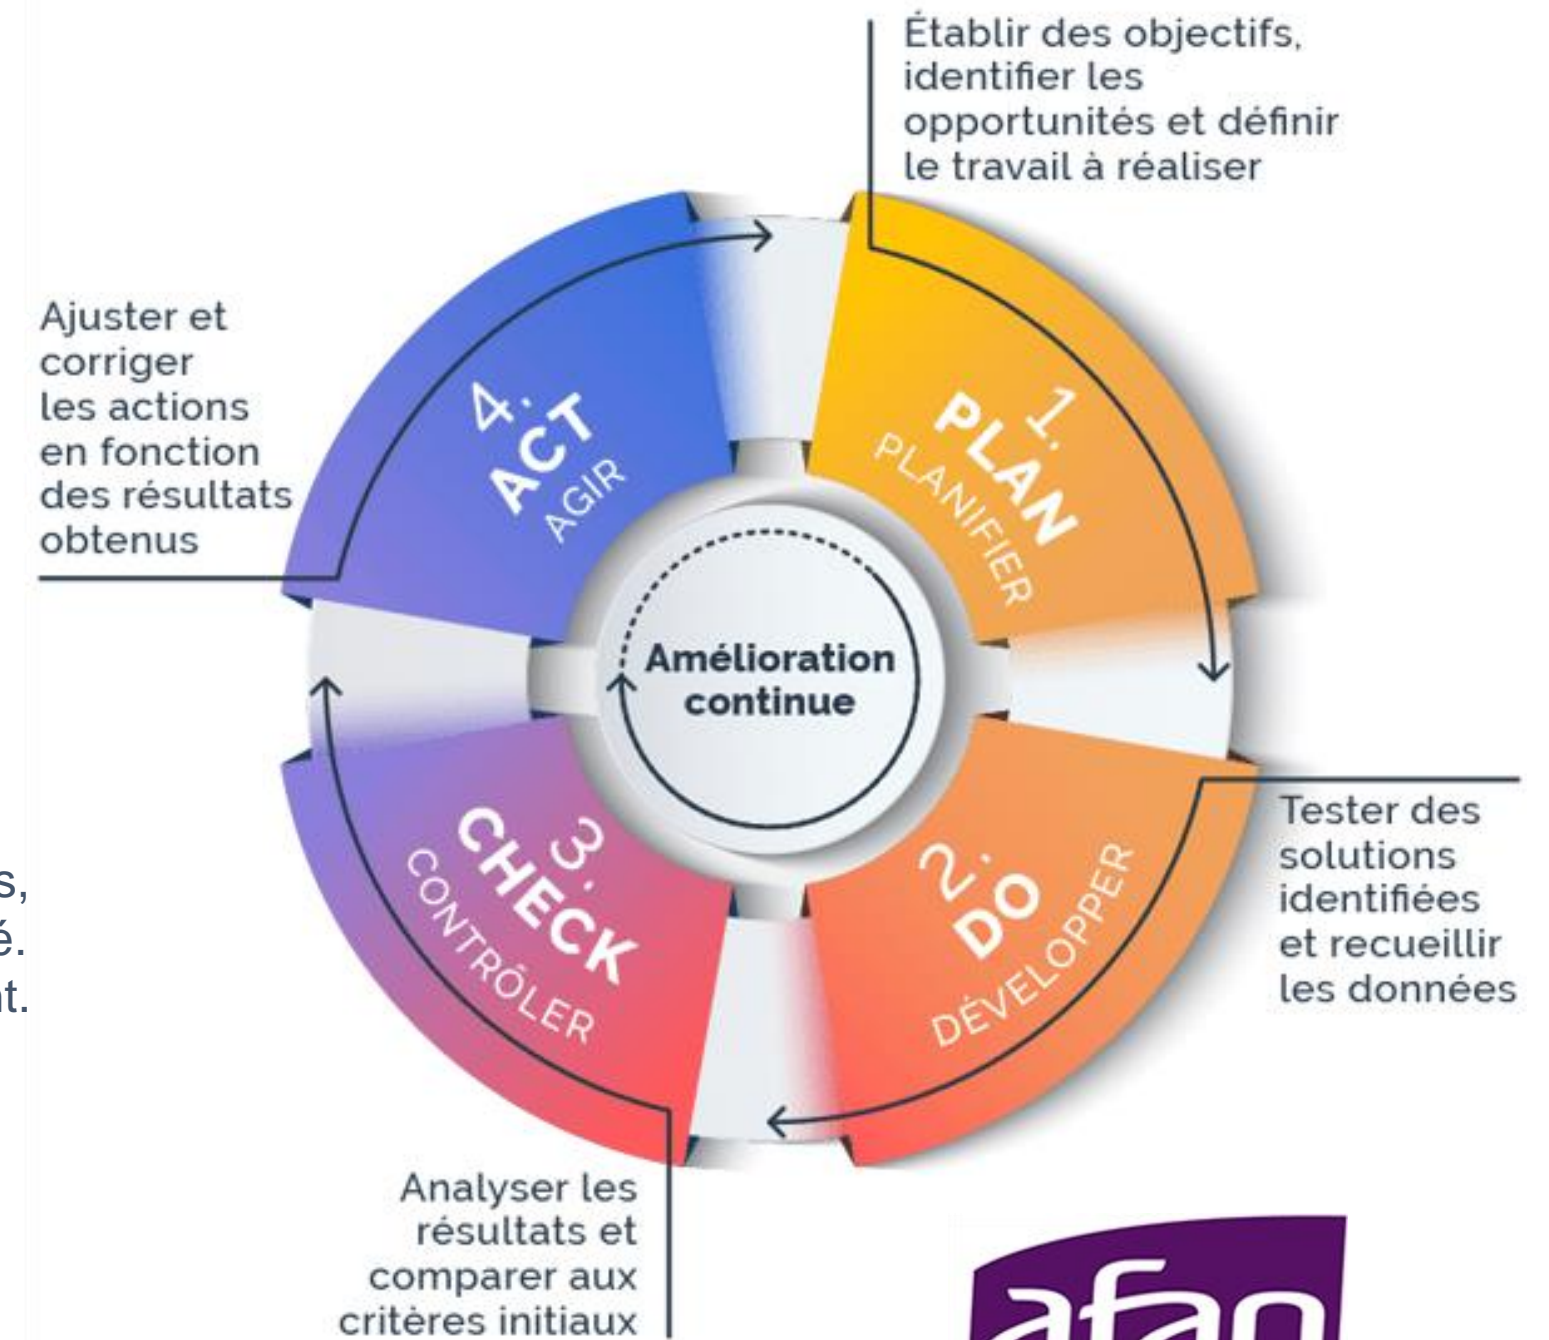 Établir des objectifs,
identifier les
opportunités et définir
le travail à réaliser
1.
PLAN
PLANIFIER
Tester des
solutions
identifiées
et recueillir
les données
2.
DO
DÉVELOPPER
Analyser les
résultats et
comparer aux
critères initiaux
3.
CHECK
CONTRÔLER
Ajuster et
corriger
les actions
en fonction
des résultats
obtenus
4.
ACT
AGIR
Amélioration
continue